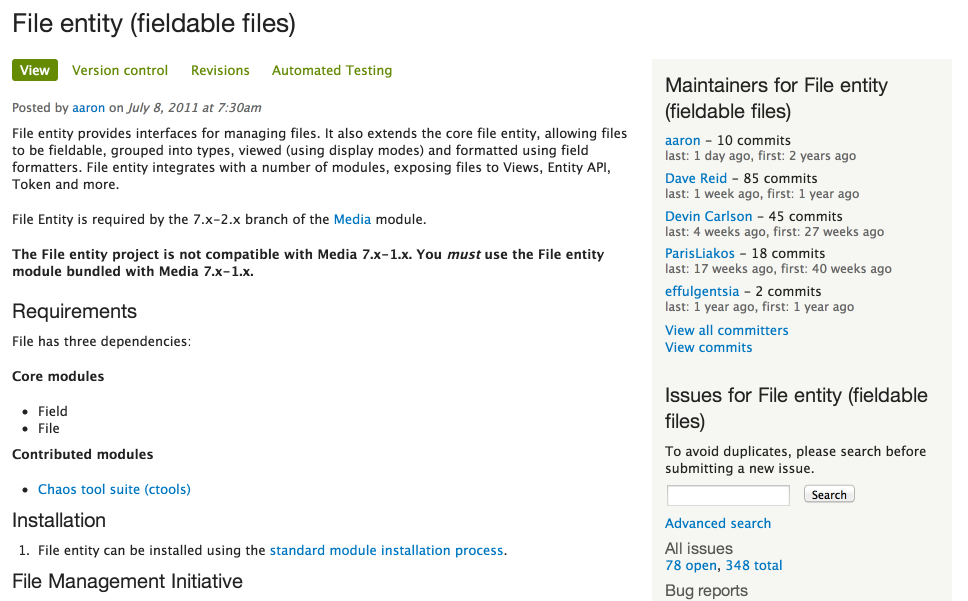 File entity (fieldable files)
View Version control Revisions Automated Testing
Posted by aaron on July 8, 2011 at 7:30am
File entity provides interfaces for managing files. It also extends the core file entity, allowing files
to be fieldable, grouped into types, viewed (using display modes) and formatted using field
formatters. File entity integrates with a number of modules, exposing files to Views, Entity API,
Token and more.
File Entity is required by the 7.x-2.x branch of the Media module.
The File entity project is not compatible with Media 7.x-1.x. You must use the File entity
module bundled with Media 7.x-1.x.
Requirements
File has three dependencies:
Core modules
• Field
• File
Contributed modules
• Chaos tool suite (ctools)
Installation
1. File entity can be installed using the standard module installation process.
File Management Initiative
Maintainers for File entity
(fieldable files)
aaron – 10 commits
last: 1 day ago, first: 2 years ago
Dave Reid – 85 commits
last: 1 week ago, first: 1 year ago
Devin Carlson – 45 commits
last: 4 weeks ago, first: 27 weeks ago
ParisLiakos – 18 commits
last: 17 weeks ago, first: 40 weeks ago
effulgentsia – 2 commits
last: 1 year ago, first: 1 year ago
View all committers
View commits
Issues for File entity (fieldable
files)
To avoid duplicates, please search before
submitting a new issue.
Search
Advanced search
All issues
78 open, 348 total
Bug reports